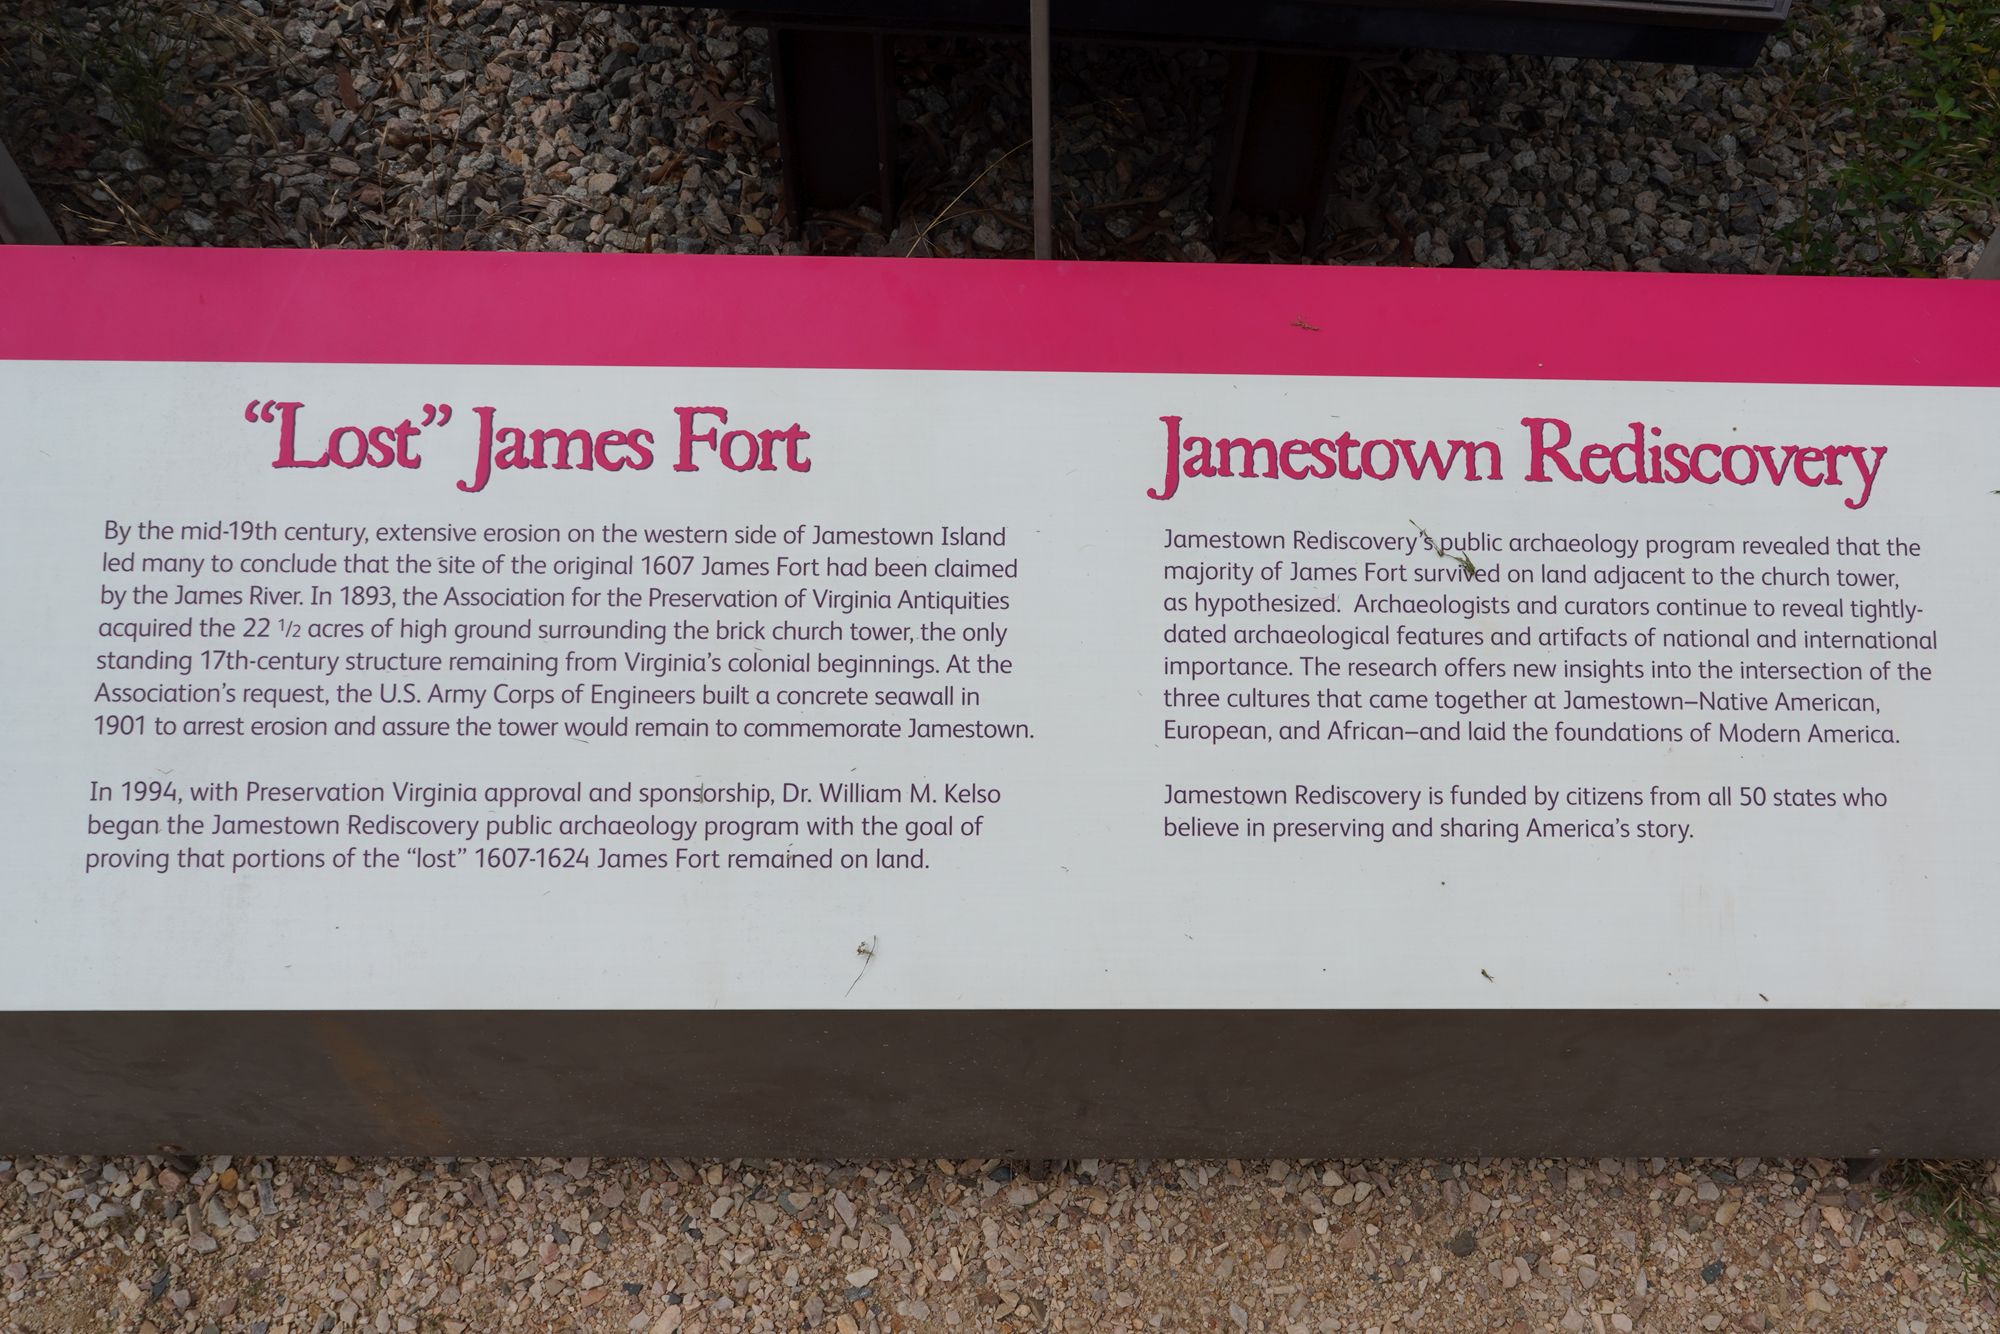 “Lost” James Fort
By the mid-19th century, extensive erosion on the western side of Jamestown Island
led many to conclude that the site of the original 1607 James Fort had been claimed
by the James River. In 1893, the Association for the Preservation of Virginia Antiquities
acquired the 22 1/2 acres of high ground surrounding the brick church tower, the only
standing 17th-century structure remaining from Virginia’s colonial beginnings. At the
Association’s request, the U.S. Army Corps of Engineers built a concrete seawall in
1901 to arrest erosion and assure the tower would remain to commemorate Jamestown.
In 1994, with Preservation Virginia approval and sponsorship, Dr. William M. Kelso
began the Jamestown Rediscovery public archaeology program with the goal of
proving that portions of the “lost” 1607-1624 James Fort remained on land.
Jamestown Rediscovery
Jamestown Rediscovery’s public archaeology program revealed that the
majority of James Fort survived on land adjacent to the church tower,
as hypothesized. Archaeologists and curators continue to reveal tightly-
dated archaeological features and artifacts of national and international
importance. The research offers new insights into the intersection of the
three cultures that came together at Jamestown—Native American,
European, and African—and laid the foundations of Modern America.
Jamestown Rediscovery is funded by citizens from all 50 states who
believe in preserving and sharing America’s story.